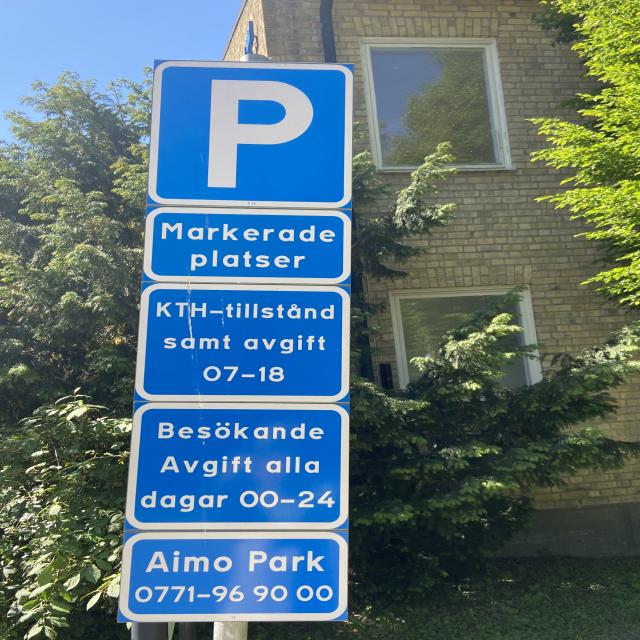 P
Markerade
platser
KTH-tillstånd
samt avgift
07-18
Besökande
Avgift alla
dagar 00-24
Aimo Park
0771-96 90 00